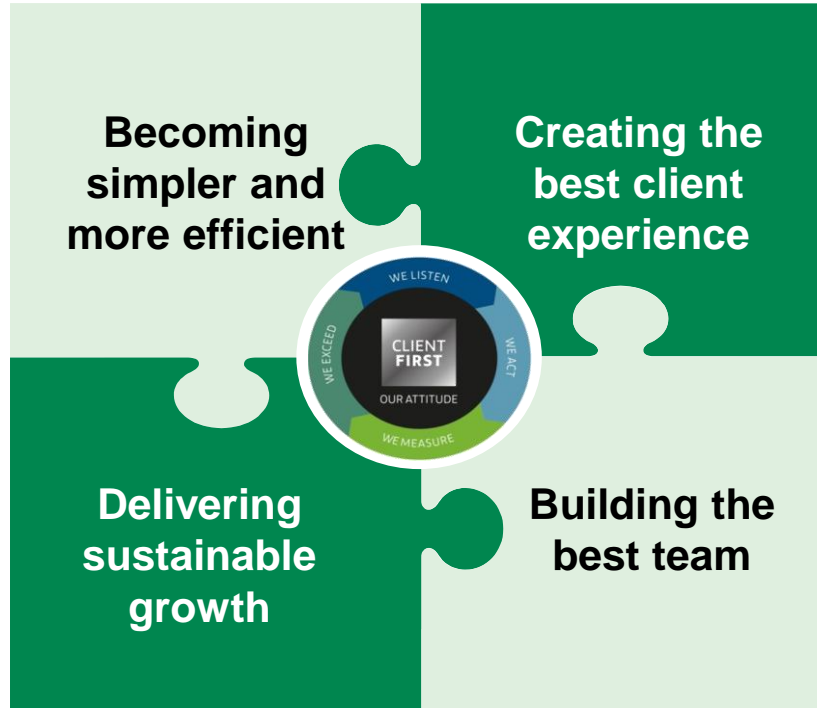 Becoming
simpler and
more efficient
Creating the
best client
experience
WE LISTEN
WE ACT
WE MEASURE
WE EXCEED
CLIENT
FIRST
OUR ATTITUDE
Delivering
sustainable
growth
Building the
best team